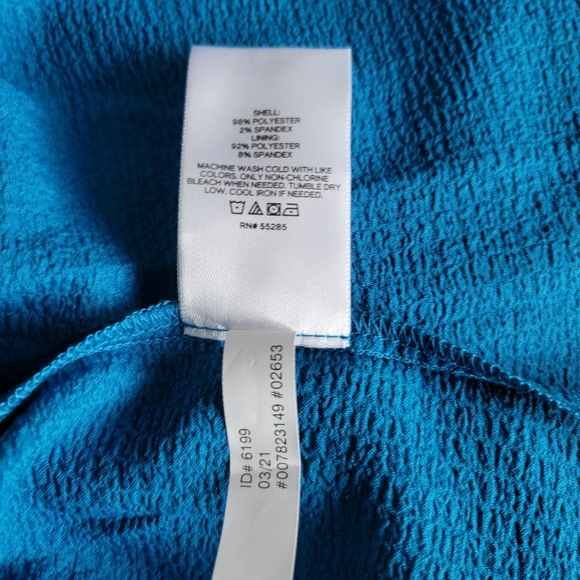 SHELL:
98% POLYESTER
2% SPANDEX
LINING:
92% POLYESTER
8% SPANDEX
MACHINE WASH COLD WITH LIKE
COLORS. ONLY NON-CHLORINE
BLEACH WHEN NEEDED. TUMBLE DRY
LOW. COOL IRON IF NEEDED.
RN# 55285
ID# 6199
03/21
#007823149 #02653